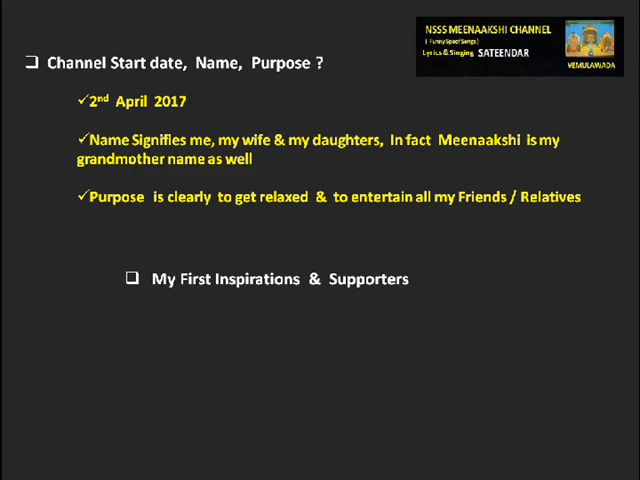 NSSS MEENAAKSHI CHANNEL
( Funny Spoof Songs )
Lyrics & Singing SATEENDAR
VEMULAWADA
❑ Channel Start date, Name, Purpose ?
✓2nd April 2017
✓Name Signifies me, my wife & my daughters, In fact Meenaakshi is my
grandmother name as well
✓Purpose is clearly to get relaxed & to entertain all my Friends / Relatives
❑ My First Inspirations & Supporters